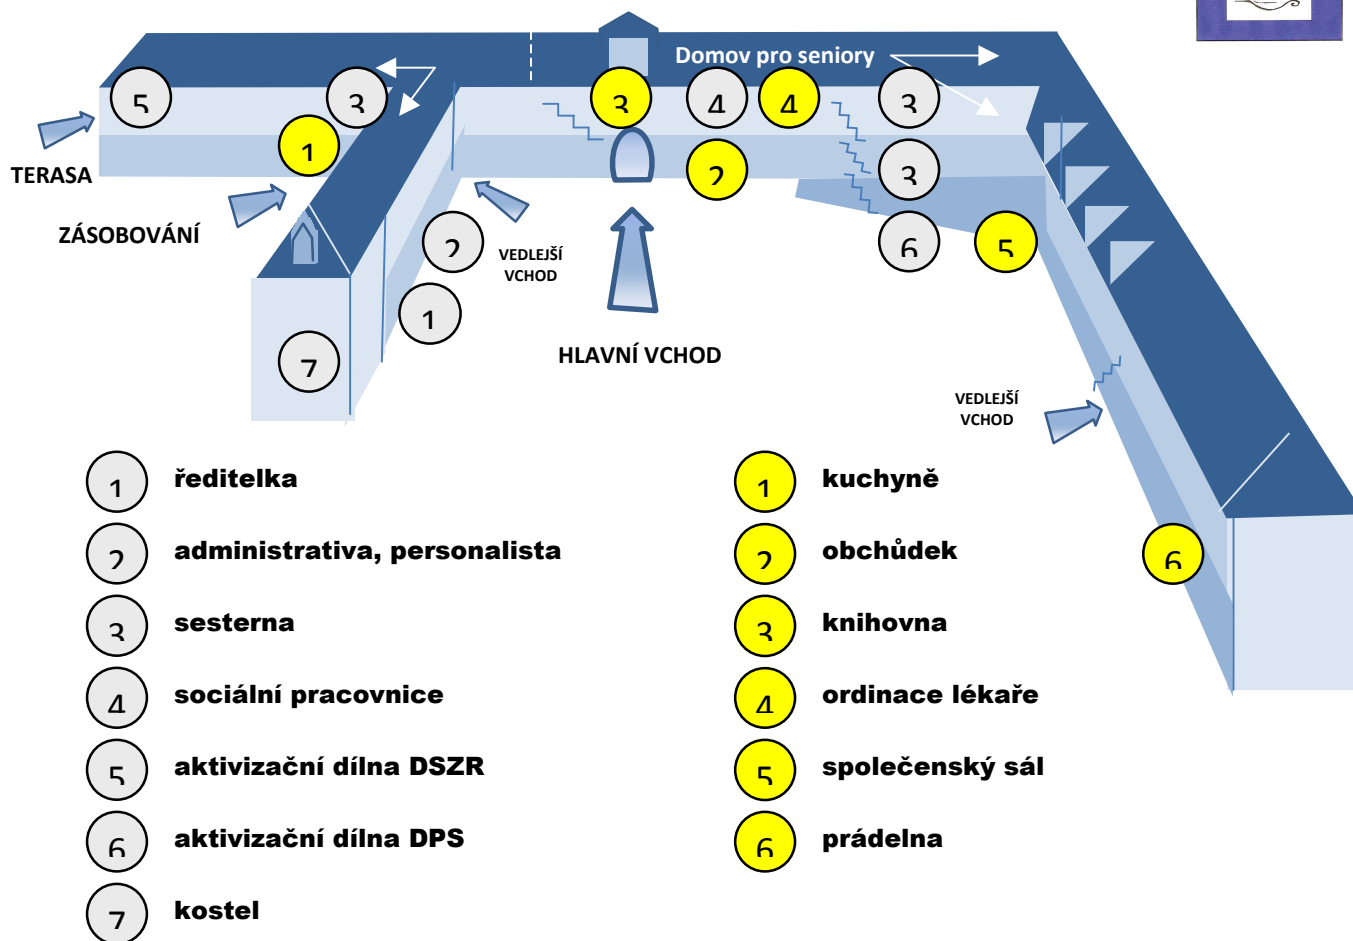 Domov pro seniory
5
3
3
4
4
3
1
TERASA
2
3
ZÁSOBOVÁNÍ
2
VEDLEJŠÍ
VCHOD
6
5
1
HLAVNÍ VCHOD
7
VEDLEJŠÍ
VCHOD
6
1 ředitelka
2 administrativa, personalista
3 sesterna
4 sociální pracovnice
5 aktivizační dílna DSZR
6 aktivizační dílna DPS
7 kostel
1 kuchyně
2 obchůdek
3 knihovna
4 ordinace lékaře
5 společenský sál
6 prádelna